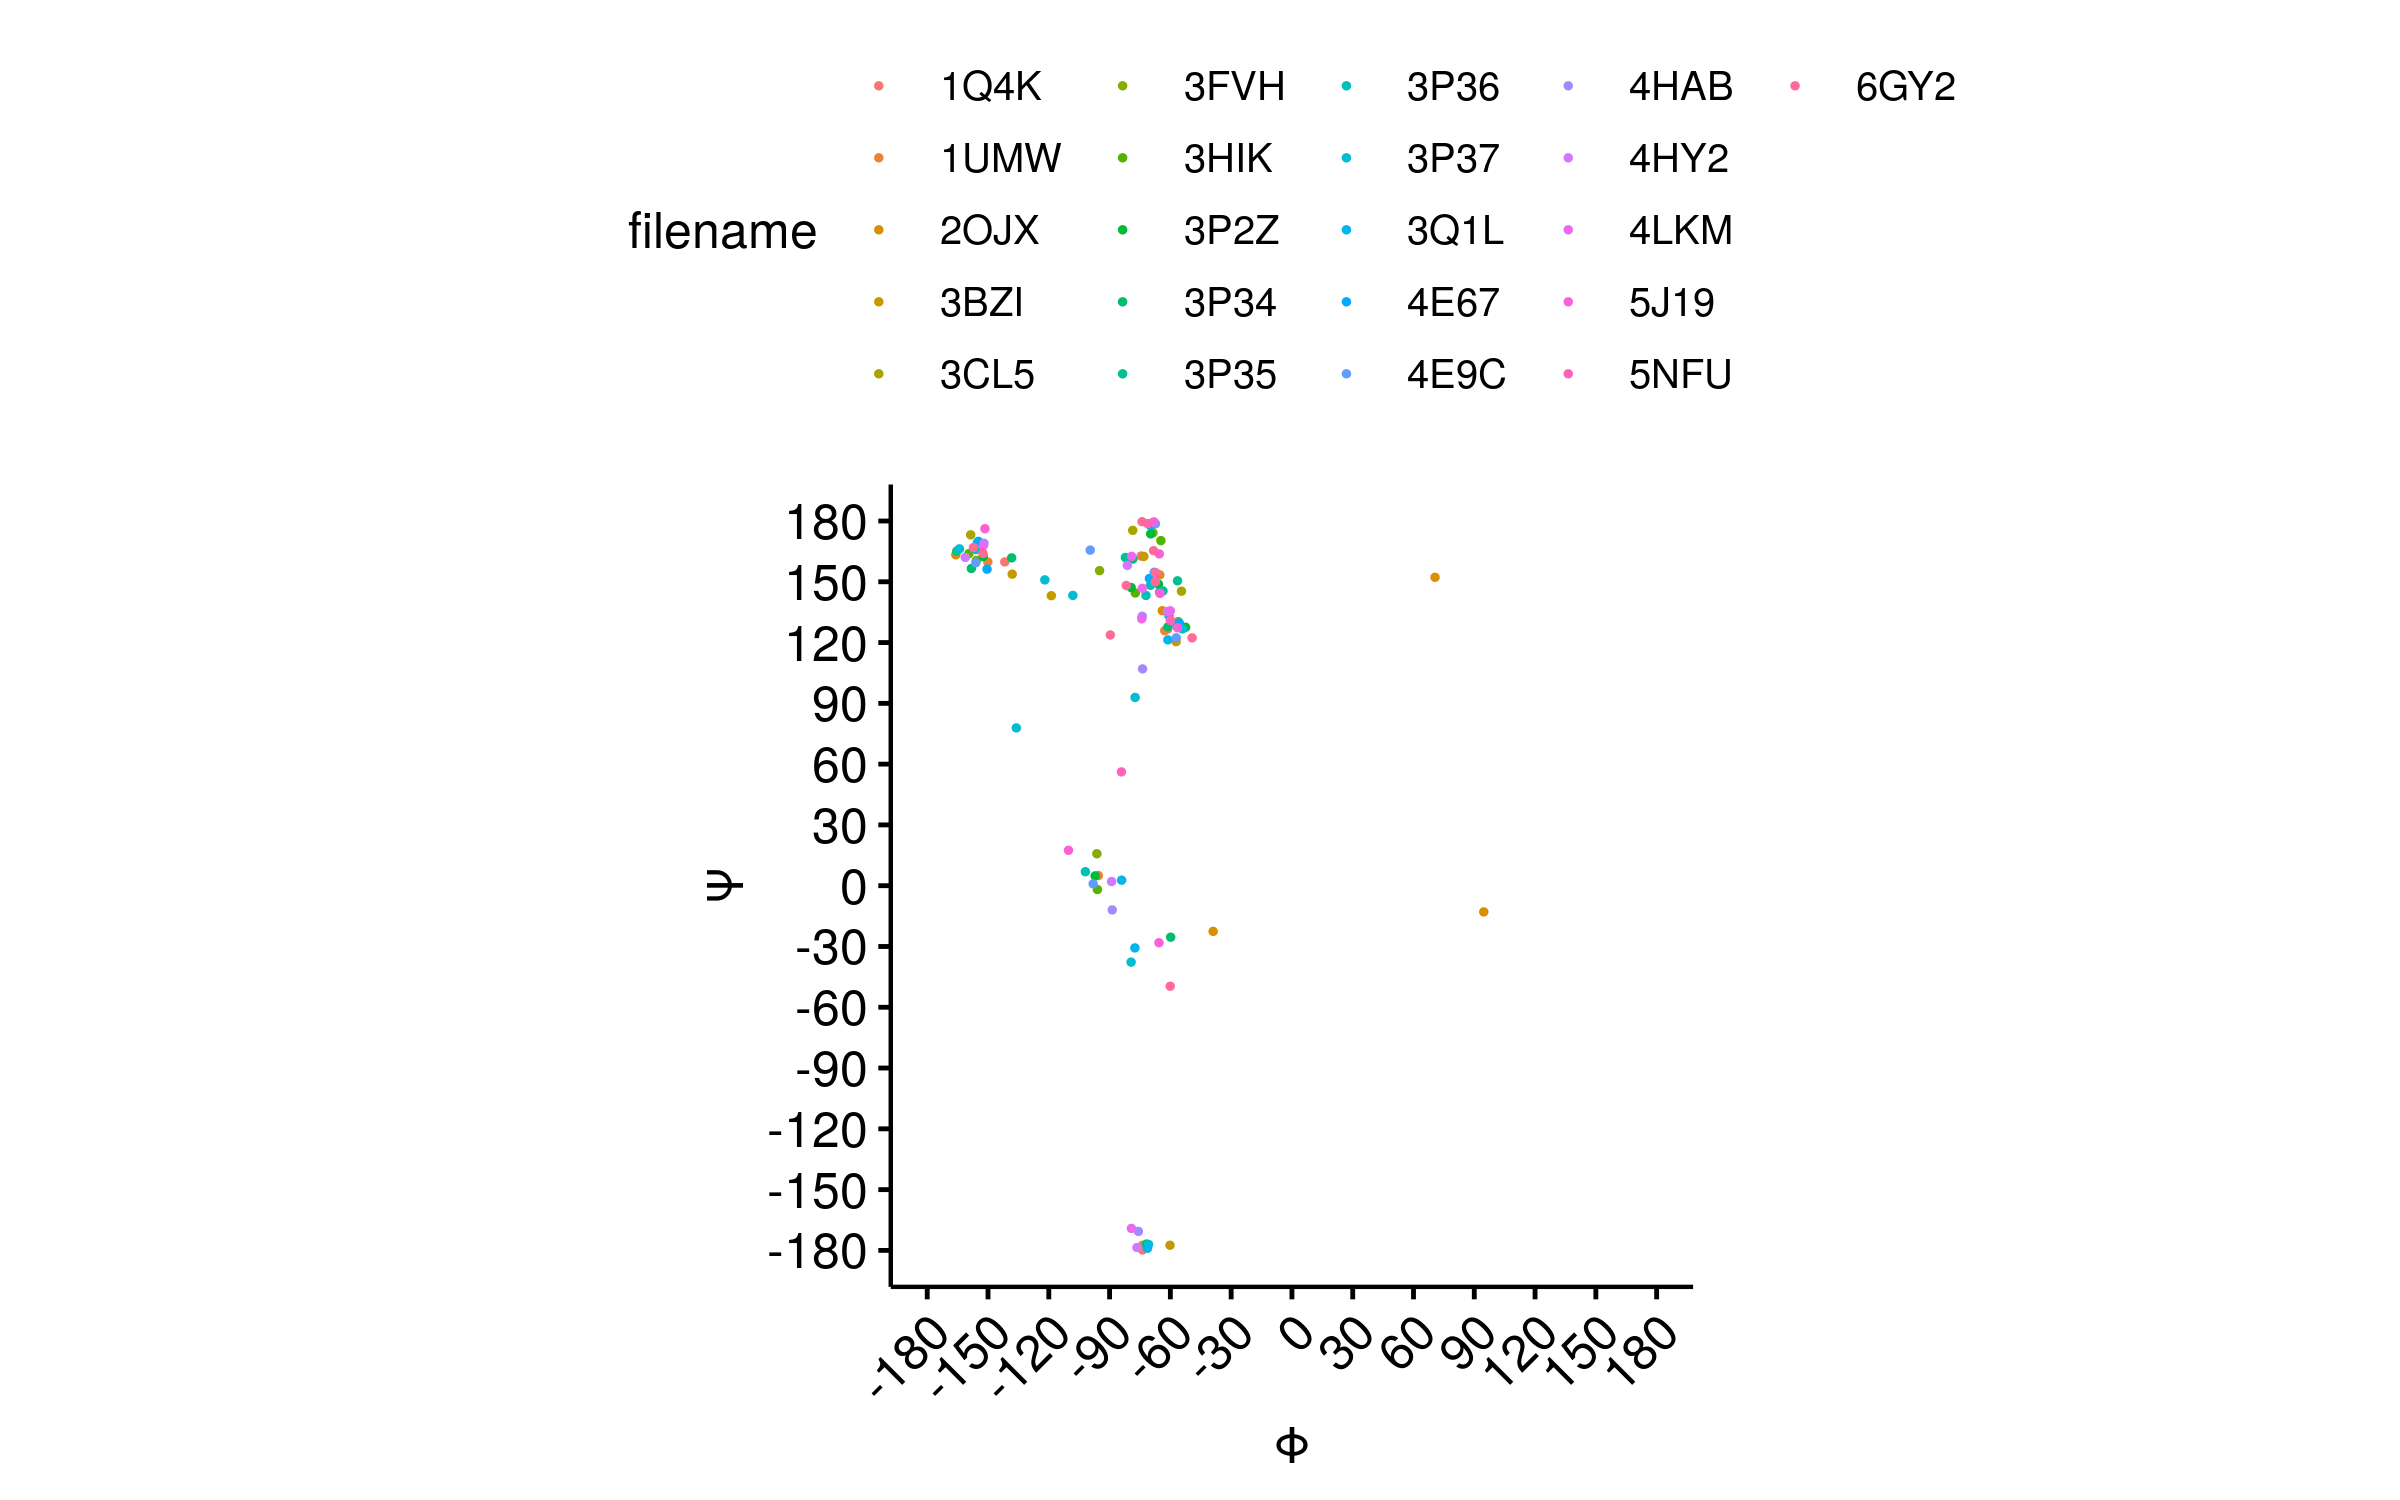 1Q4K 3FVH 3P36 4HAB 6GY2
1UMW 3HIK 3P37 4HY2
filename 2OJX 3P2Z 3Q1L 4LKM
3BZI 3P34 4E67 5J19
3CL5 3P35 4E9C 5NFU
180
150
120
90
60
30
0
-30
-60
-90
-120
-150
-180
Ψ
-180 -150 -120 -90 -60 -30 0 30 60 90 120 150 180
Φ